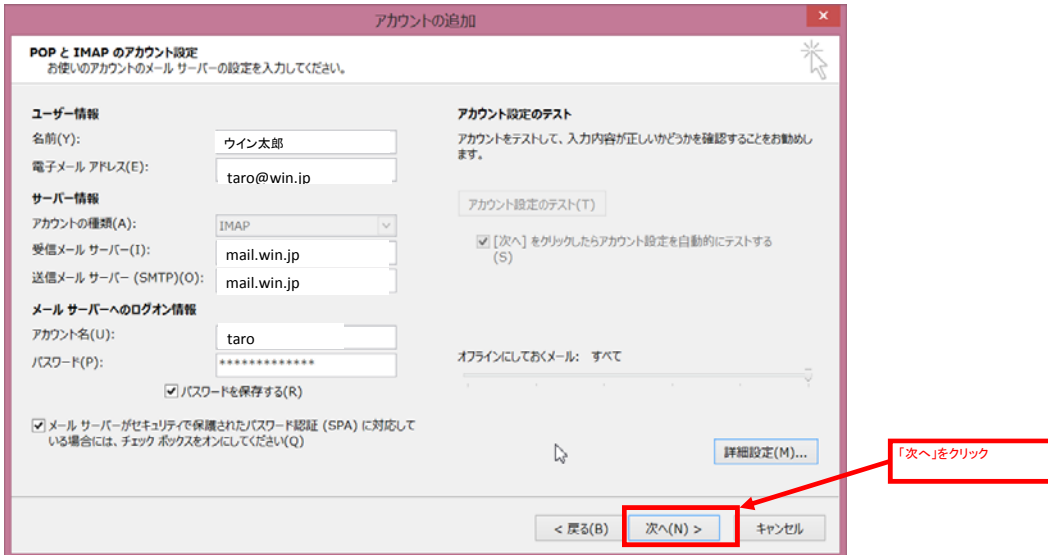 アカウントの追加
×
POP と IMAP のアカウント設定
お使いのアカウントのメール サーバーの設定を入力してください。
ユーザー情報
名前(Y):
ウイン太郎
電子メール アドレス(E):
taro@win.jp
サーバー情報
アカウントの種類(A):
IMAP
受信メール サーバー(I):
mail.win.jp
送信メール サーバー (SMTP)(O):
mail.win.jp
メール サーバーへのログオン情報
アカウント名(U):
taro
パスワード(P):
*************
パスワードを保存する(R)
メール サーバーがセキュリティで保護されたパスワード認証 (SPA) に対応して
いる場合には、チェック ボックスをオンにしてください(Q)
アカウント設定のテスト
アカウントをテストして、入力内容が正しいかどうかを確認することをお勧めし
ます。
アカウント設定のテスト(T)
[次へ] をクリックしたらアカウント設定を自動的にテストする
(S)
オフラインにしておくメール: すべて
詳細設定(M)...
「次へ」をクリック
< 戻る(B)
次へ(N) >
キャンセル